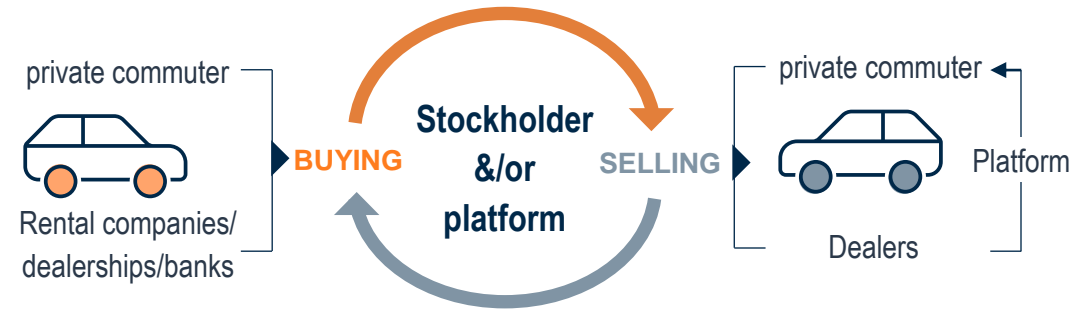 private commuter
Rental companies/
dealerships/banks
BUYING
Stockholder
&/or
platform
SELLING
private commuter
Platform
Dealers